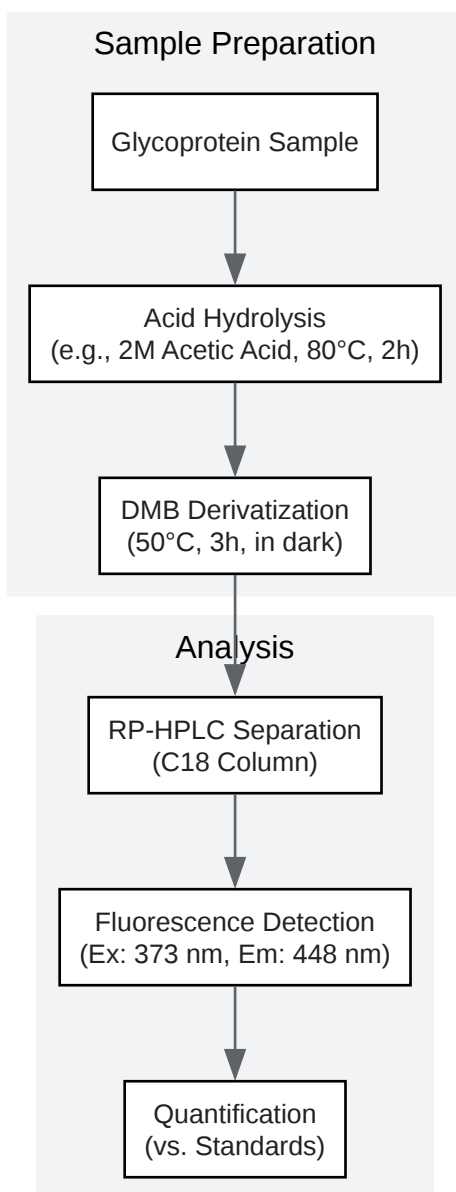 Sample Preparation
Glycoprotein Sample
Acid Hydrolysis
(e.g., 2M Acetic Acid, 80°C, 2h)
DMB Derivatization
(50°C, 3h, in dark)
Analysis
RP-HPLC Separation
(C18 Column)
Fluorescence Detection
(Ex: 373 nm, Em: 448 nm)
Quantification
(vs. Standards)